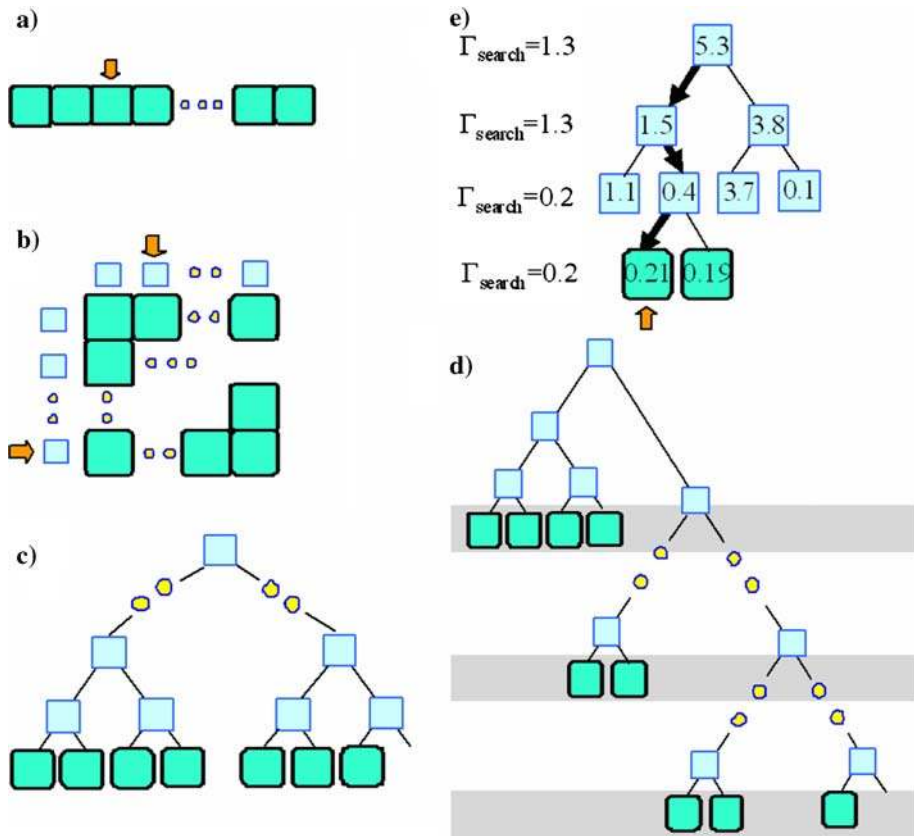 a)
b)
c)
e)
Γsearch=1.3
5.3
Γsearch=1.3
1.5 3.8
Γsearch=0.2
1.1 0.4 3.7 0.1
Γsearch=0.2
0.21 0.19
d)